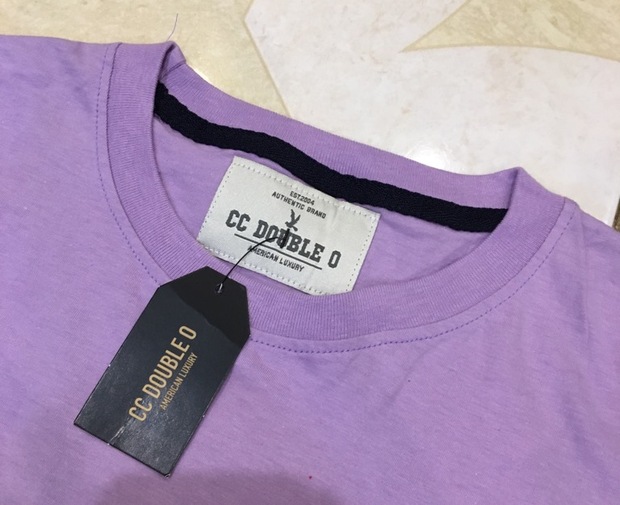 EST.2004
AUTHENTIC BRAND
CC DOUBLE O
AMERICAN LUXURY
CC DOUBLE O
AMERICAN LUXURY